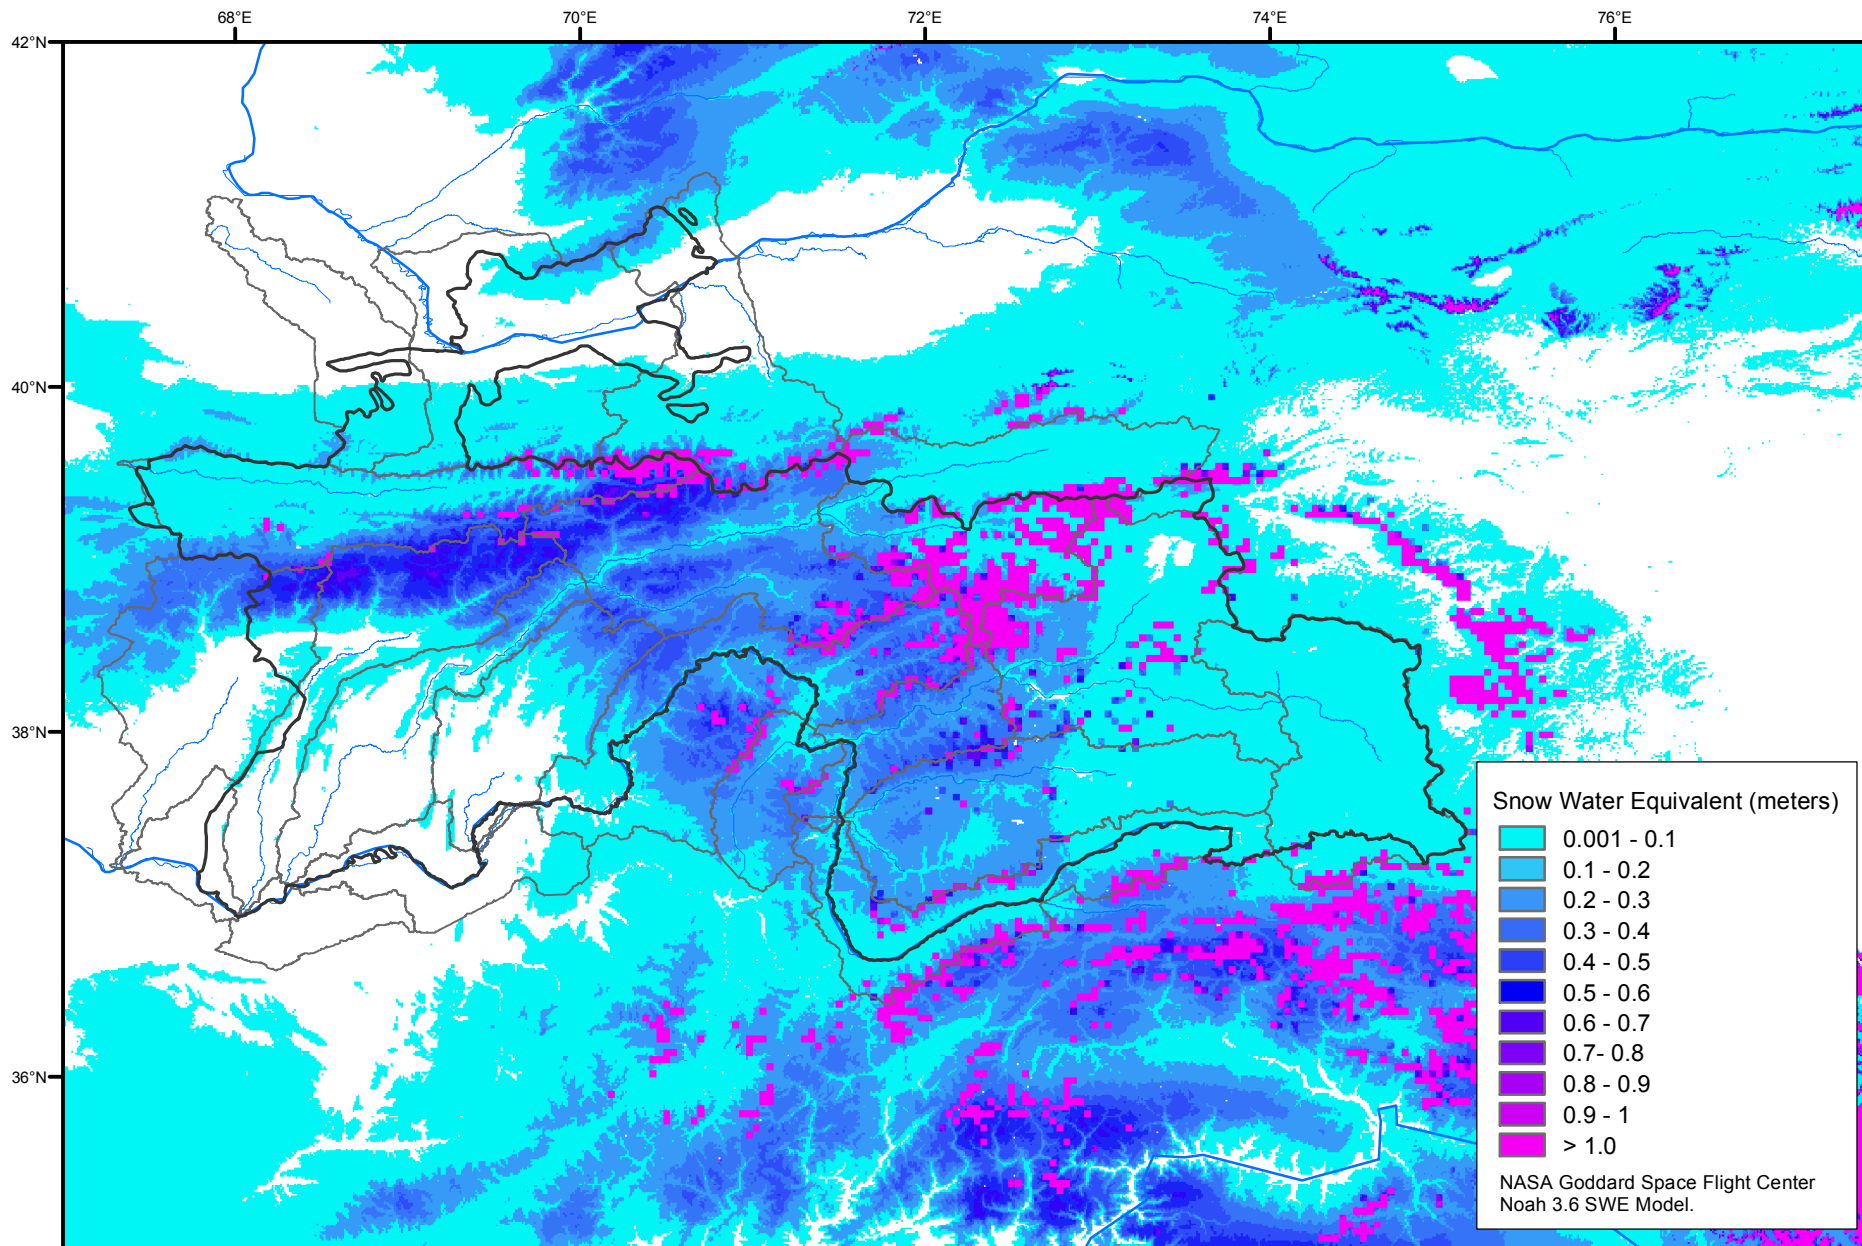 68°E 70°E 72°E 74°E 76°E
42°N
40°N
38°N
36°N
Snow Water Equivalent (meters)
0.001 - 0.1
0.1 - 0.2
0.2 - 0.3
0.3 - 0.4
0.4 - 0.5
0.5 - 0.6
0.6 - 0.7
0.7- 0.8
0.8 - 0.9
0.9 - 1
> 1.0
NASA Goddard Space Flight Center
Noah 3.6 SWE Model.